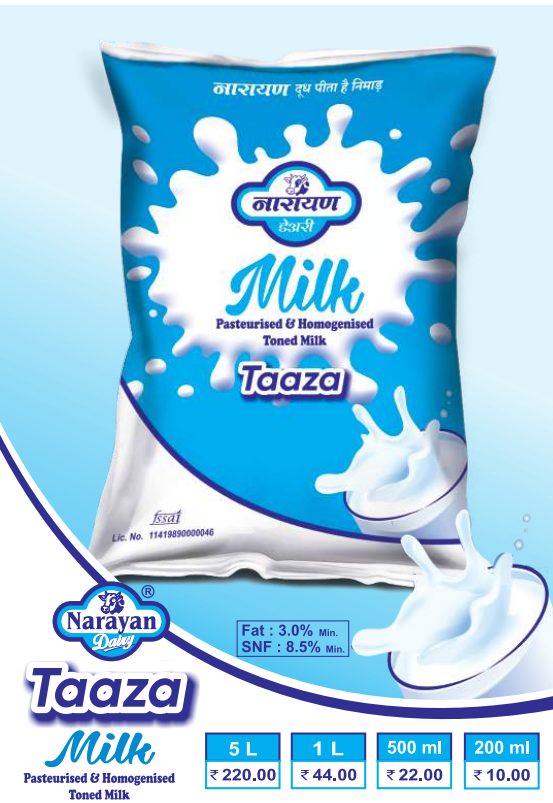 नारायण दूध पीता है निमाड़
नारायण
डेअरी
Milk
Pasteurised & Homogenised
Toned Milk
Taaza
fssai
Lic. No. 11419890000046
®
Narayan
Dairy
Fat : 3.0% Min.
SNF : 8.5% Min.
Taaza
Milk
Pasteurised & Homogenised
Toned Milk
5 L 1 L 500 ml 200 ml
₹ 220.00 ₹ 44.00 ₹ 22.00 ₹ 10.00